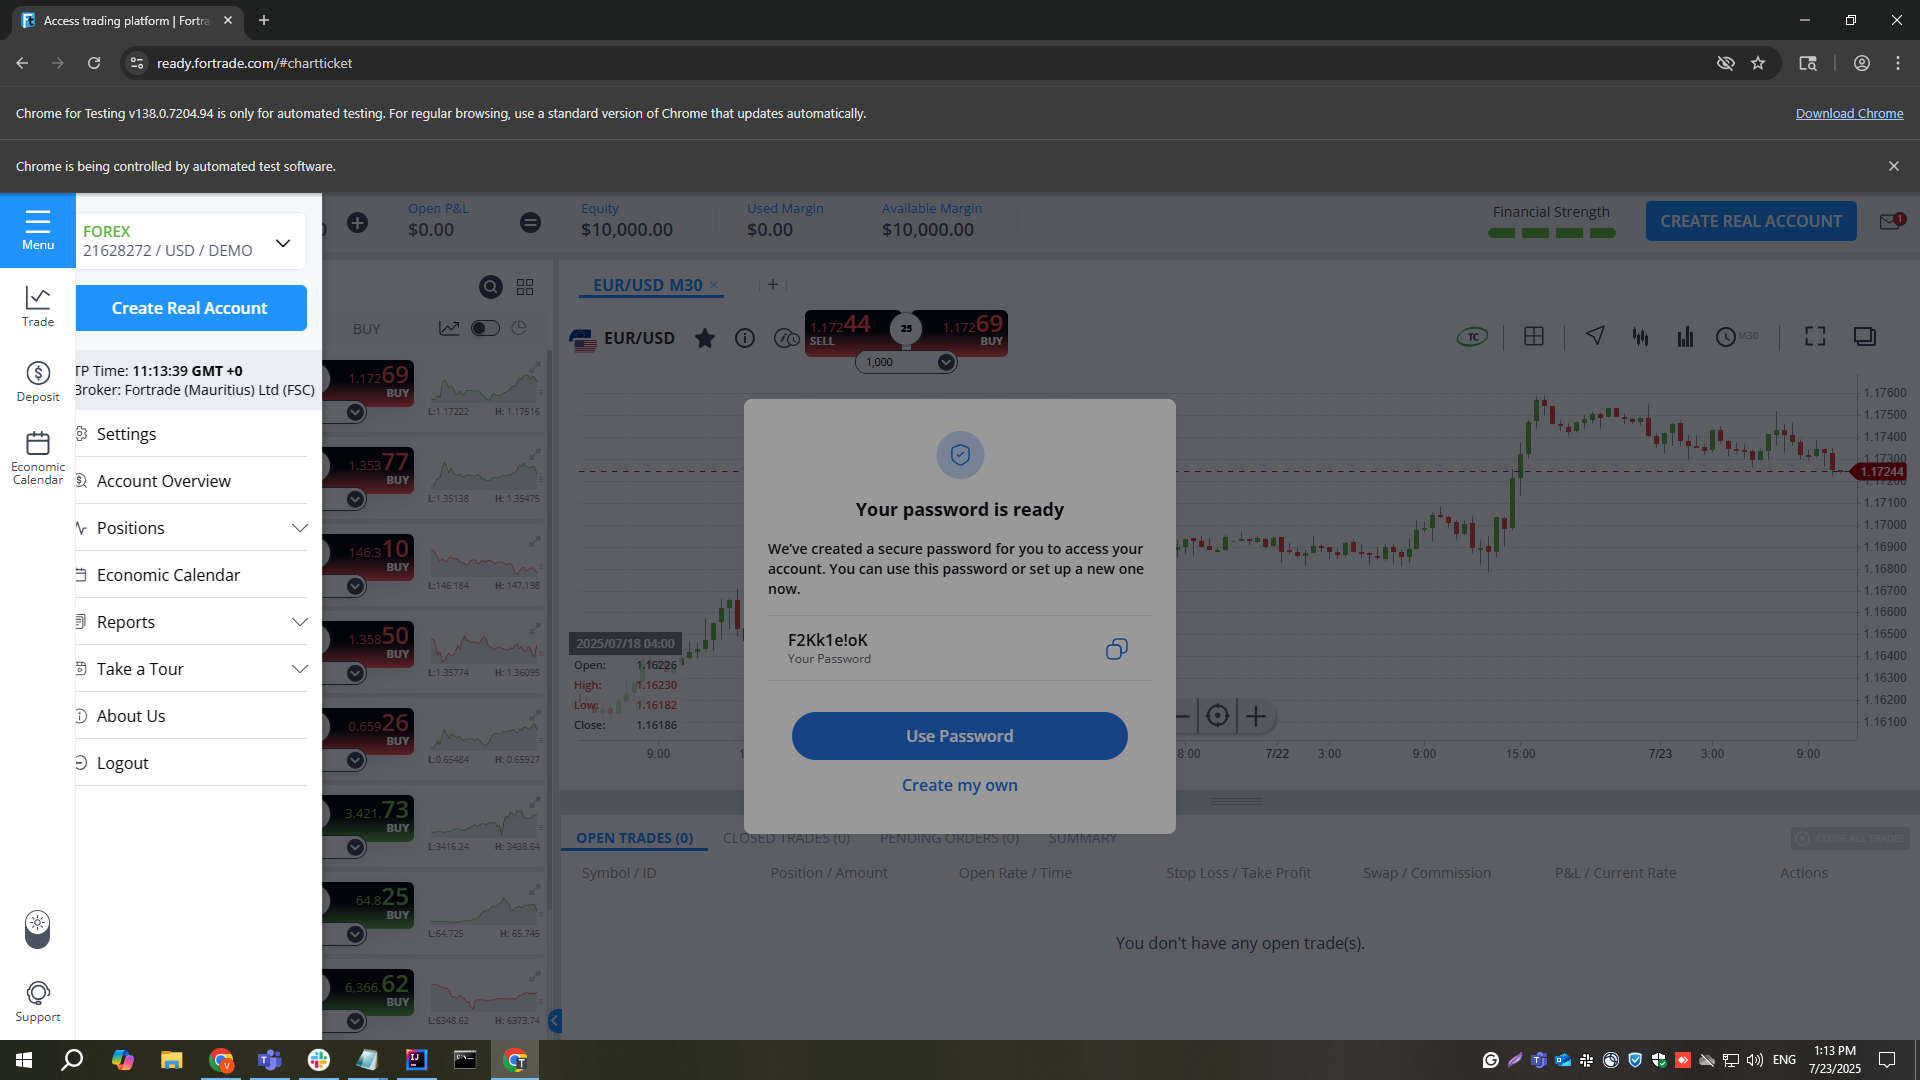 Access trading platform | Fortra
ready.fortrade.com/#chartticket
Chrome for Testing v138.0.7204.94 is only for automated testing. For regular browsing, use a standard version of Chrome that updates automatically.
Download Chrome
Chrome is being controlled by automated test software.
Menu
Trade
Deposit
Economic
Calendar
Support
FOREX
21628272 / USD / DEMO
Create Real Account
TP Time: 11:13:39 GMT +0
Broker: Fortrade (Mauritius) Ltd (FSC)
Settings
Account Overview
Positions
Economic Calendar
Reports
Take a Tour
About Us
Logout
0
Open P&L
$0.00
Equity
$10,000.00
Used Margin
$0.00
Available Margin
$10,000.00
Financial Strength
CREATE REAL ACCOUNT
1
BUY
1.17269
BUY
L:1.17222 H: 1.17516
1.35377
BUY
L:1.35138 H: 1.35475
146.310
BUY
L:146.184 H: 147.198
1.35850
BUY
L:1.35774 H: 1.36095
0.65926
BUY
L:0.65484 H: 0.65927
3,421.73
BUY
L:3416.24 H: 3438.64
64.825
BUY
L:64.725 H: 65.745
6,366.62
BUY
L:6348.62 H: 6373.74
EUR/USD M30
EUR/USD
1.17244
SELL
25
1.17269
BUY
1,000
TC
M30
1.17600
1.17500
1.17400
1.17300
1.17244
1.17200
1.17100
1.17000
1.16900
1.16800
1.16700
1.16600
1.16500
1.16400
1.16300
1.16200
1.16100
2025/07/18 04:00
Open: 1.16226
High: 1.16230
Low: 1.16182
Close: 1.16186
9:00
7/22
3:00
9:00
15:00
7/23
3:00
9:00
Your password is ready
We've created a secure password for you to access your
account. You can use this password or set up a new one
now.
F2Kk1e!oK
Your Password
Use Password
Create my own
OPEN TRADES (0)
CLOSED TRADES (0)
PENDING ORDERS (0)
SUMMARY
CLOSE ALL TRADES
Symbol / ID
Position / Amount
Open Rate / Time
Stop Loss / Take Profit
Swap / Commission
P&L / Current Rate
Actions
You don't have any open trade(s).
ENG
1:13 PM
7/23/2025